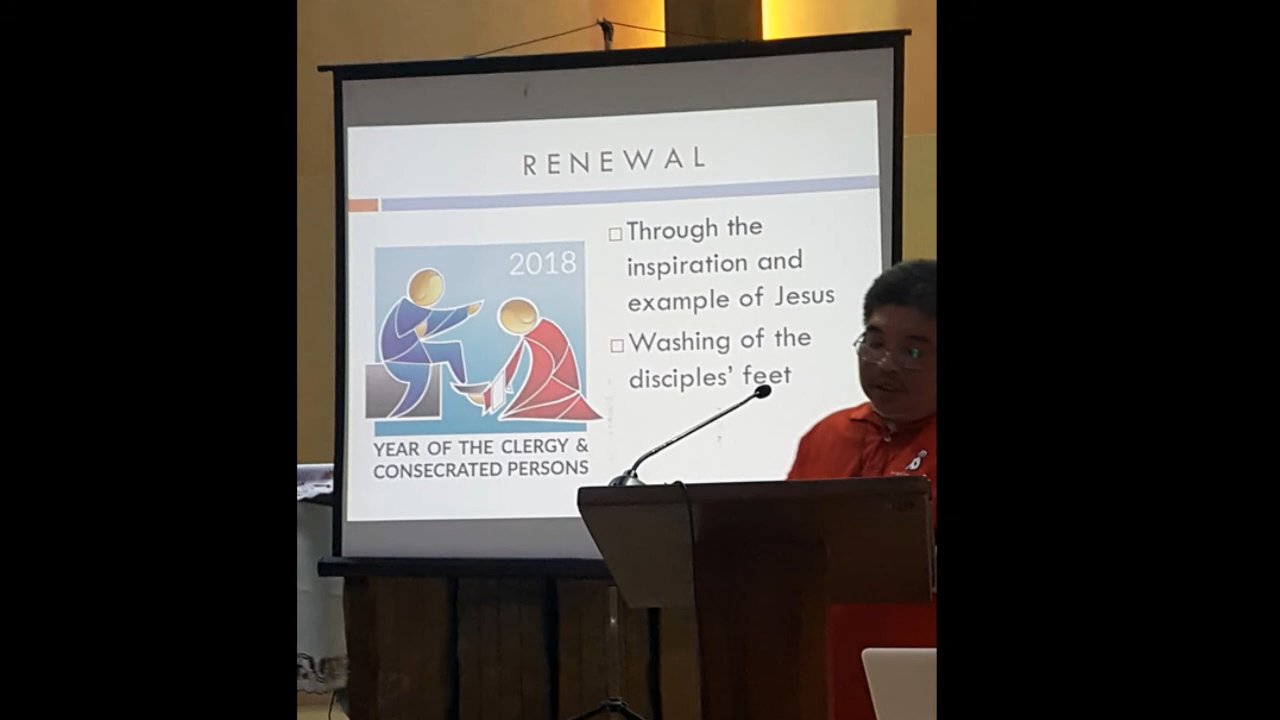 RENEWAL
2018
YEAR OF THE CLERGY &
CONSECRATED PERSONS
Through the
inspiration and
example of Jesus
Washing of the
disciples' feet